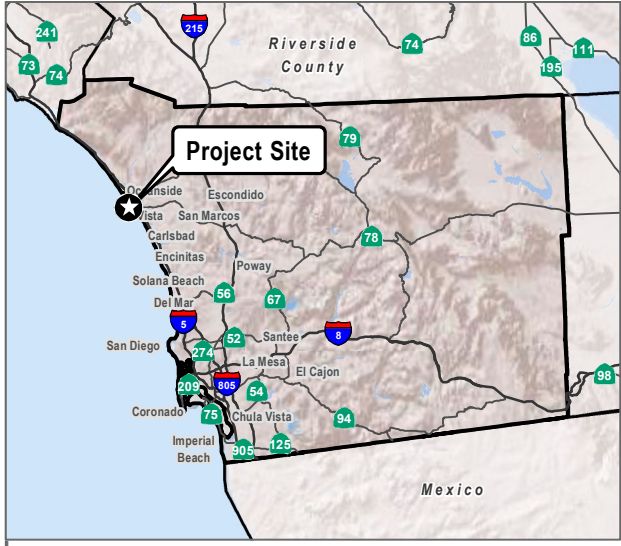 241
215
Riverside
County
74
86
111
73
74
195
79
Project Site
Oceanside
Escondido
Vista
San Marcos
Carlsbad
78
Encinitas
Poway
Solana Beach
56
67
Del Mar
5
52
Santee
8
San Diego
274
La Mesa
El Cajon
98
209
805
54
Coronado
75
Chula Vista
94
Imperial
Beach
905
125
Mexico